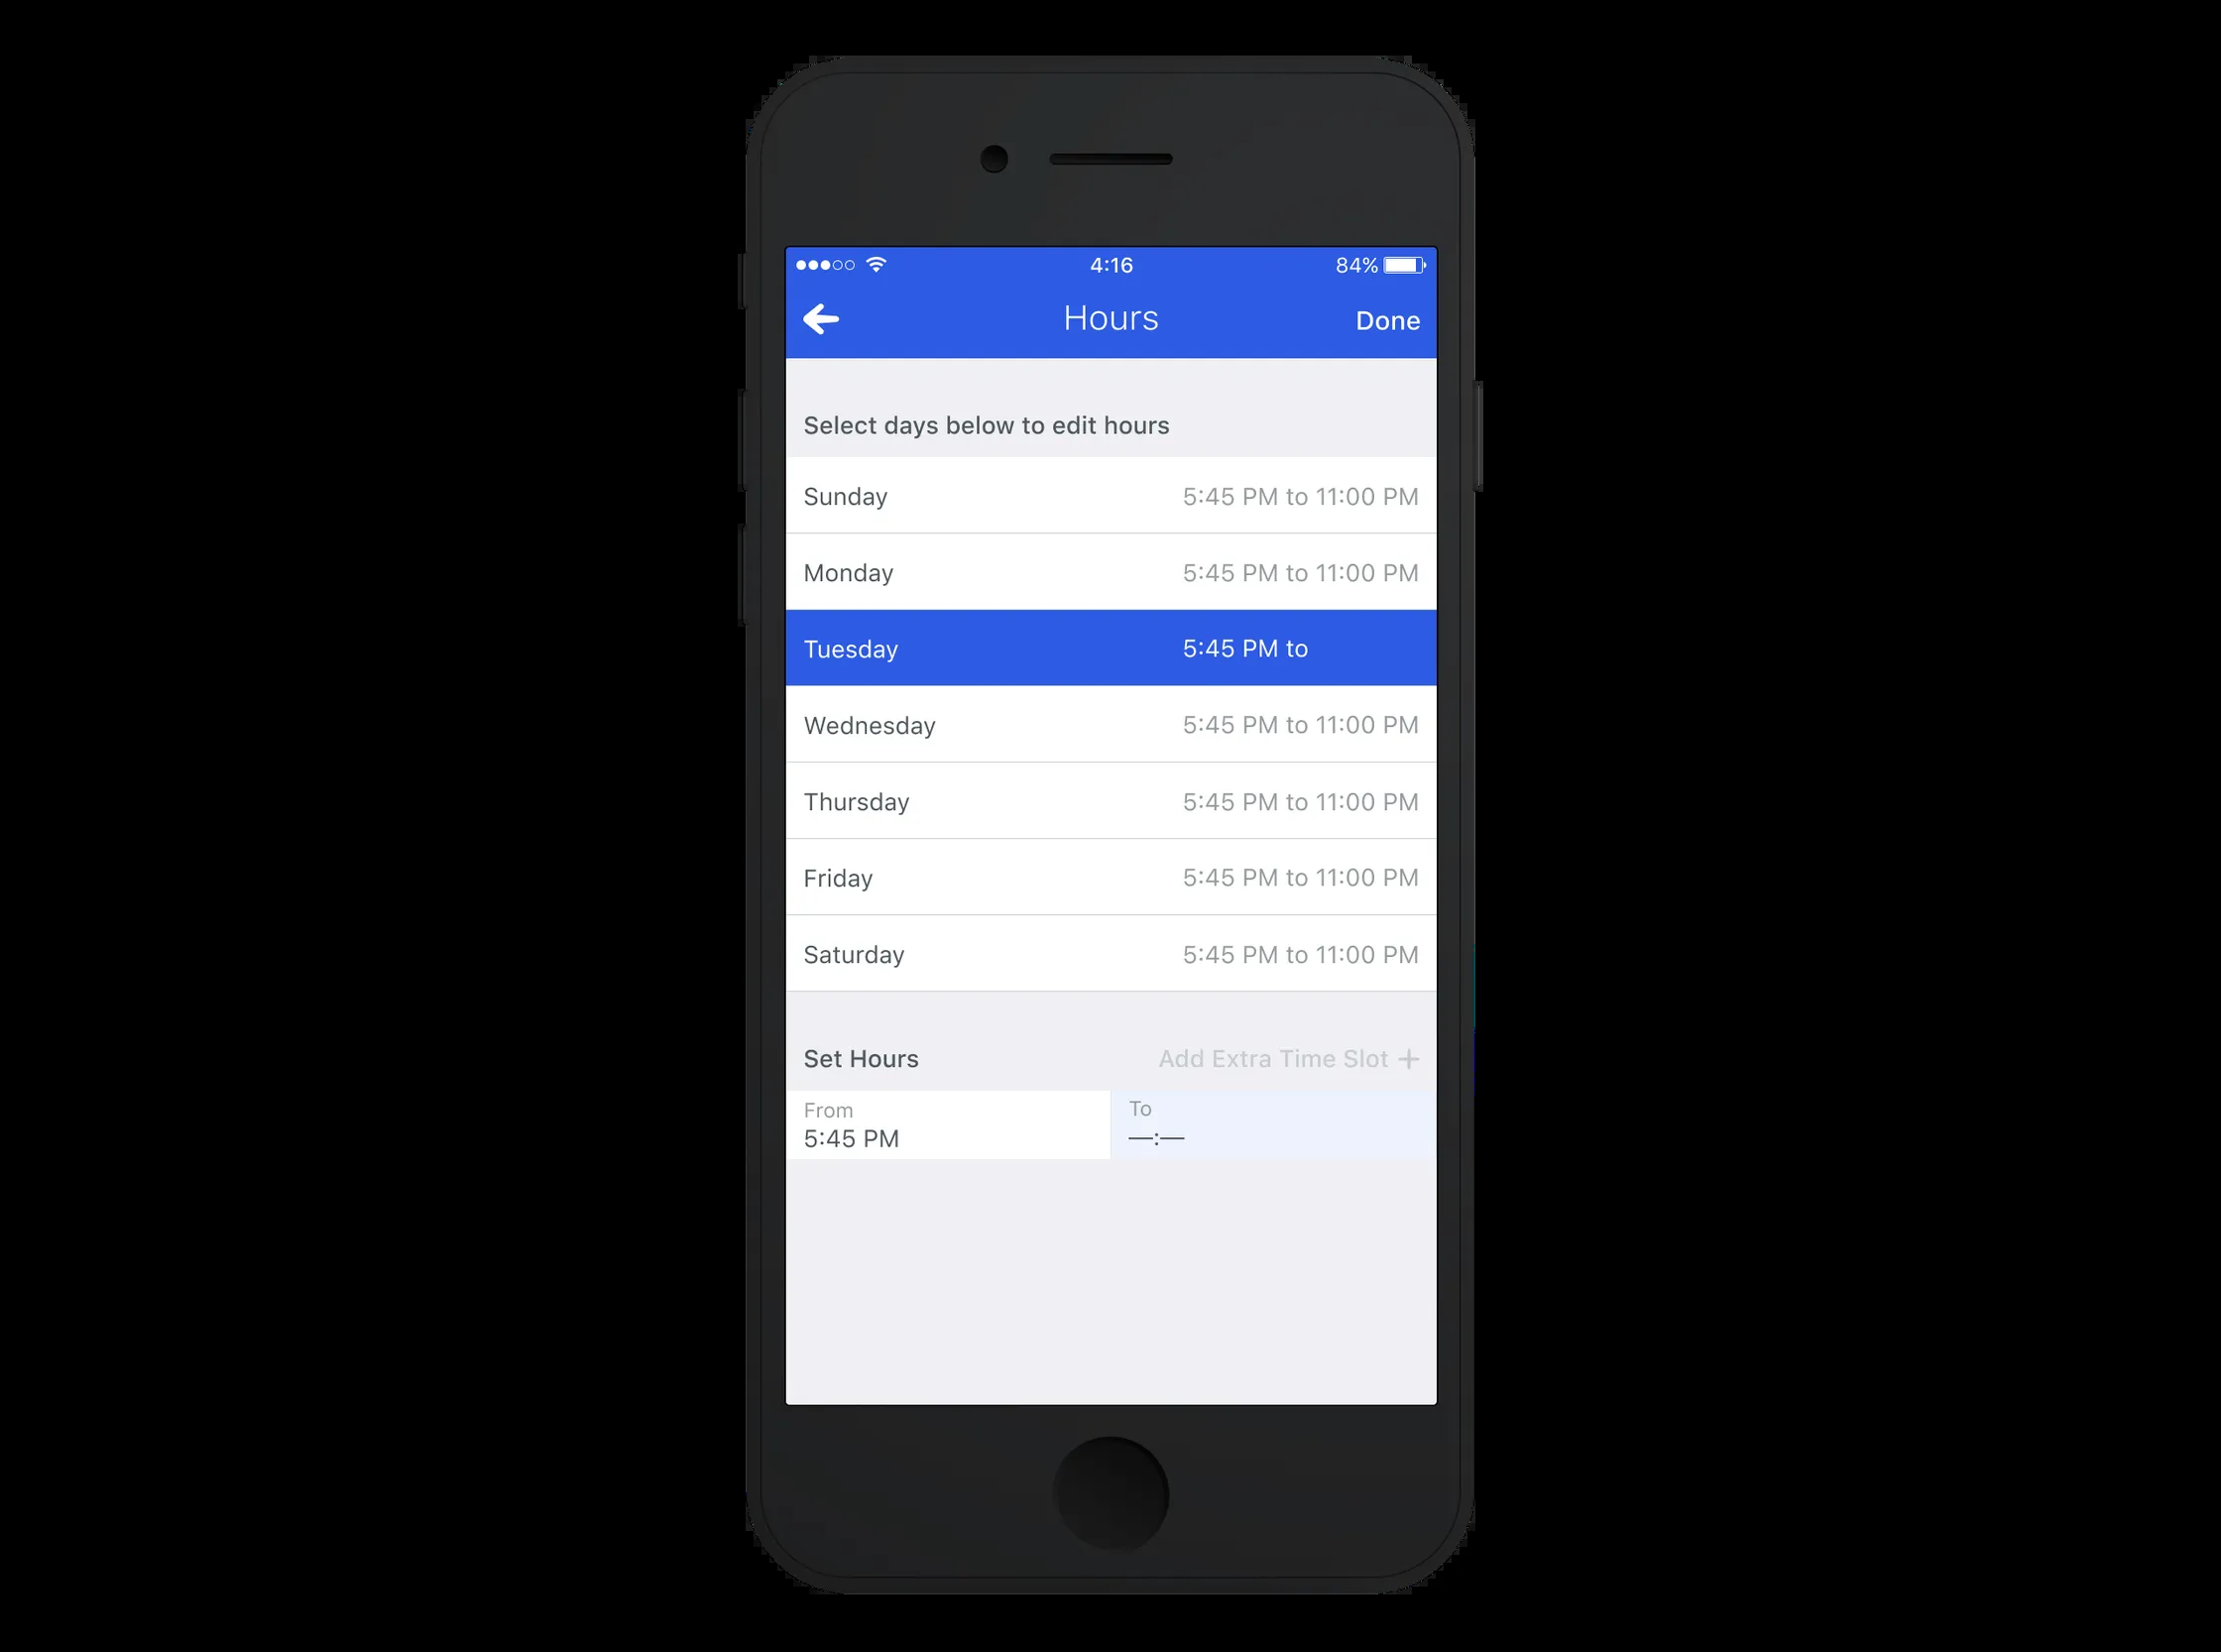 4:16 84%
Hours Done
Select days below to edit hours
Sunday 5:45 PM to 11:00 PM
Monday 5:45 PM to 11:00 PM
Tuesday 5:45 PM to
Wednesday 5:45 PM to 11:00 PM
Thursday 5:45 PM to 11:00 PM
Friday 5:45 PM to 11:00 PM
Saturday 5:45 PM to 11:00 PM
Set Hours Add Extra Time Slot +
From To
5:45 PM —:—